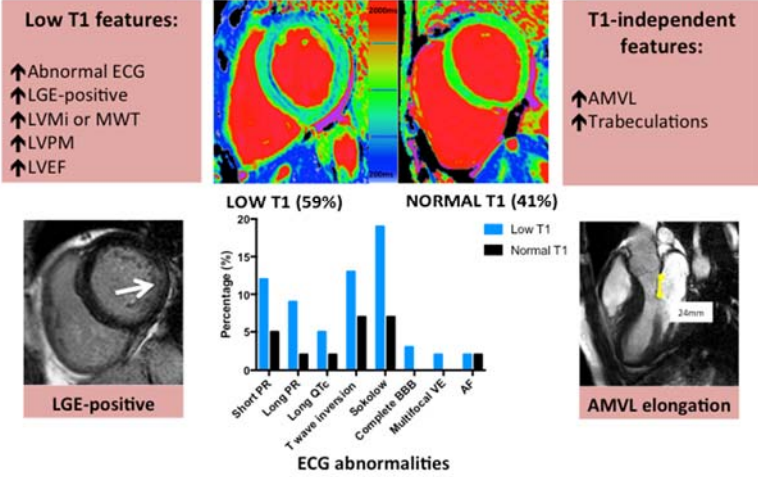 Low T1 features:
↑Abnormal ECG
↑LGE-positive
↑LVMi or MWT
↑LVPM
↑LVEF
2000ms
200ms
T1-independent
features:
↑AMVL
↑Trabeculations
LOW T1 (59%)
NORMAL T1 (41%)
LGE-positive
Percentage (%)
20
15
10
5
0
Low T1
Normal T1
Short PR
Long PR
Long QTc
T wave inversion
Sokolow
Complete BBB
Multifocal VE
AF
ECG abnormalities
24mm
AMVL elongation